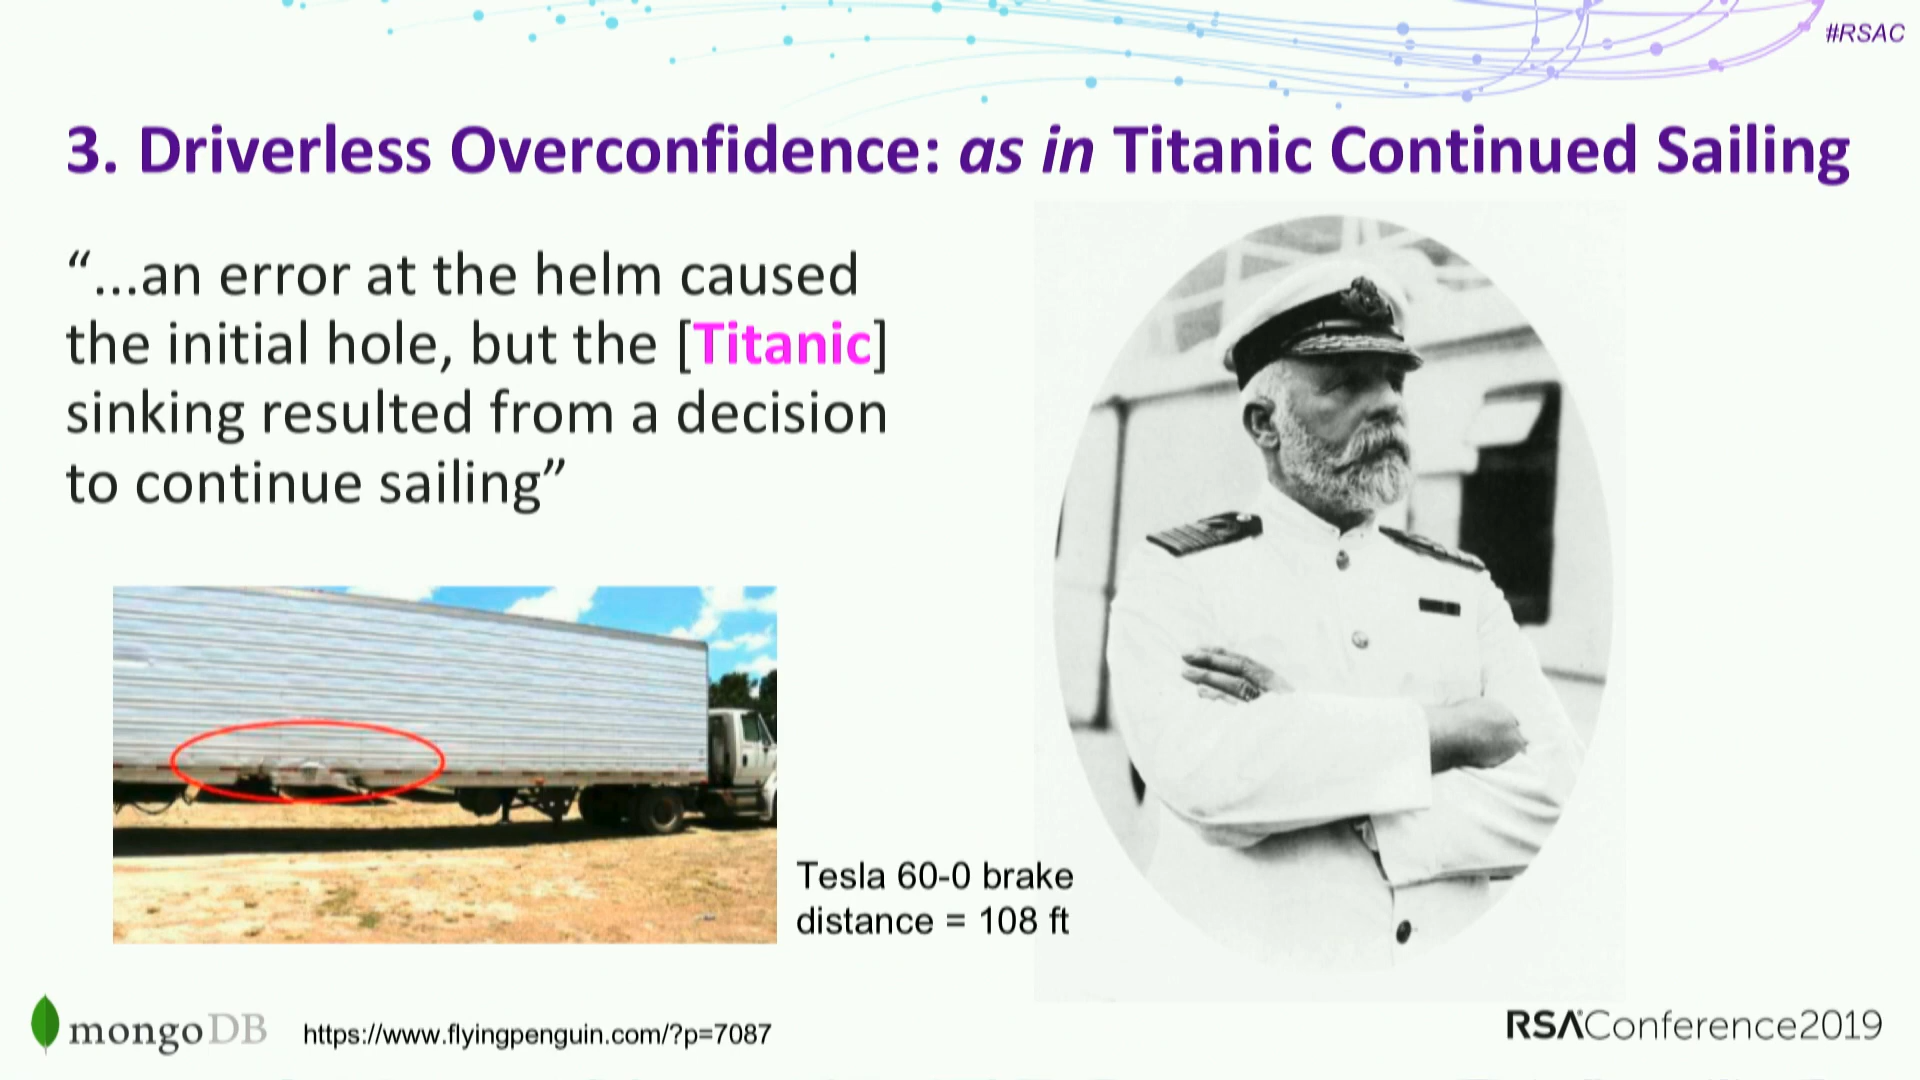 #RSAC
3. Driverless Overconfidence: as in Titanic Continued Sailing
“...an error at the helm caused
the initial hole, but the [Titanic]
sinking resulted from a decision
to continue sailing”
Tesla 60-0 brake
distance = 108 ft
mongoDB
https://www.flyingpenguin.com/?p=7087
RSAConference2019